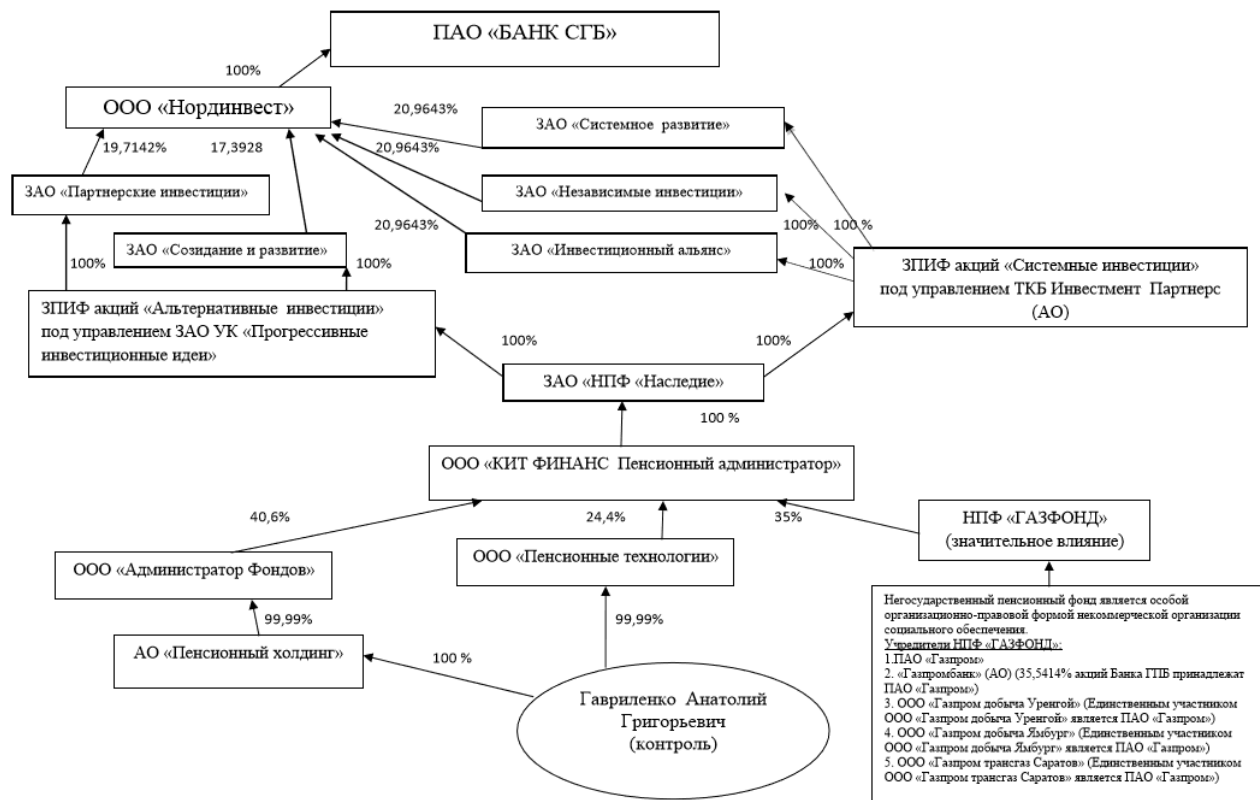 ПАО «БАНК СГБ»
100%
ООО «Нординвест»
20,9643%
ЗАО «Системное развитие»
19,7142%
17,3928
20,9643%
ЗАО «Партнерские инвестиции»
ЗАО «Независимые инвестиции»
20,9643%
100%
100 %
ЗАО «Созидание и развитие»
ЗАО «Инвестиционный альянс»
100%
100%
100%
ЗПИФ акций «Системные инвестиции»
под управлением ТКБ Инвестмент Партнерс
(АО)
ЗПИФ акций «Альтернативные инвестиции»
под управлением ЗАО УК «Прогрессивные
инвестиционные идеи»
100%
100%
ЗАО «НПФ «Наследие»
100 %
ООО «КИТ ФИНАНС Пенсионный администратор»
40,6%
24,4%
35%
НПФ «ГАЗФОНД»
(значительное влияние)
ООО «Администратор Фондов»
ООО «Пенсионные технологии»
99,99%
99,99%
АО «Пенсионный холдинг»
100 %
Гавриленко Анатолий
Григорьевич
(контроль)
Негосударственный пенсионный фонд является особой
организационно-правовой формой некоммерческой организации
социального обеспечения.
Учредители НПФ «ГАЗФОНД»:
1.ПАО «Газпром»
2. «Газпромбанк» (АО) (35,5414% акций Банка ГПБ принадлежат
ПАО «Газпром»)
3. ООО «Газпром добыча Уренгой» (Единственным участником
ООО «Газпром добыча Уренгой» является ПАО «Газпром»)
4. ООО «Газпром добыча Ямбург» (Единственным участником
ООО «Газпром добыча Ямбург» является ПАО «Газпром»)
5. ООО «Газпром трансгаз Саратов» (Единственным участником
ООО «Газпром трансгаз Саратов» является ПАО «Газпром»)